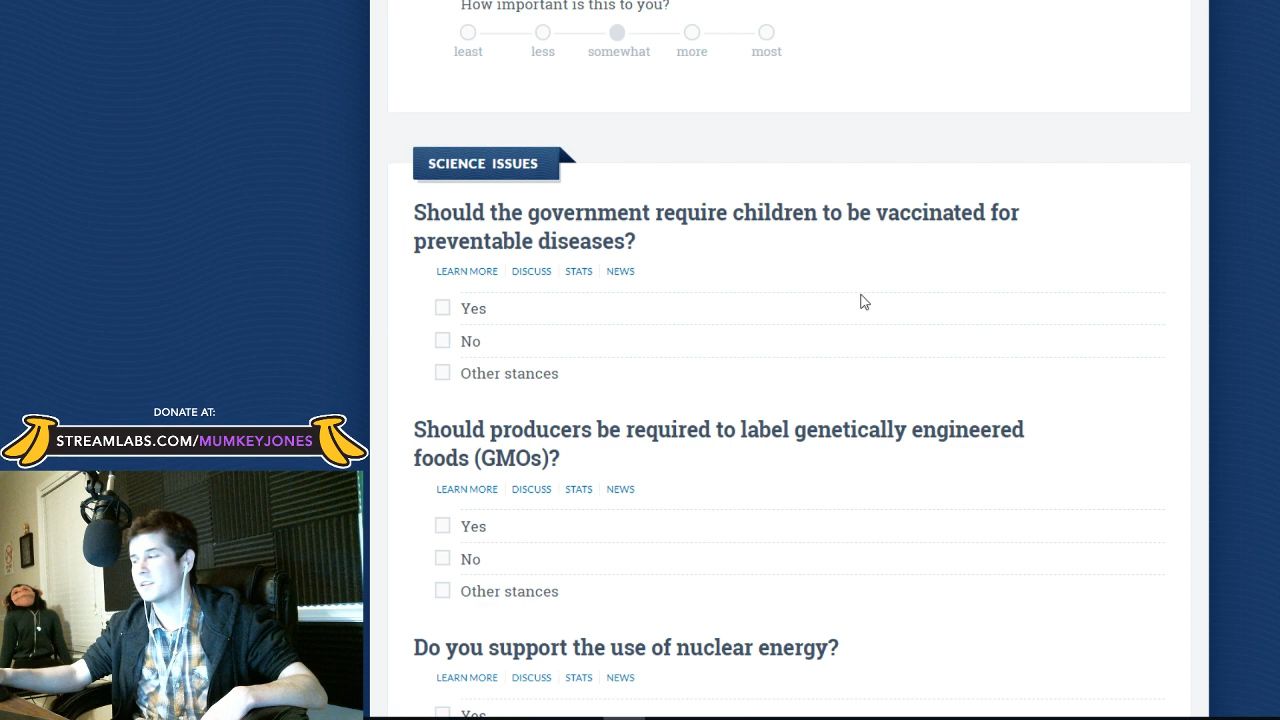 How important is this to you?
least less somewhat more most
SCIENCE ISSUES
Should the government require children to be vaccinated for
preventable diseases?
LEARN MORE DISCUSS STATS NEWS
Yes
No
Other stances
DONATE AT:
STREAMLABS.COM/MUMKEYJONES
Should producers be required to label genetically engineered
foods (GMOs)?
LEARN MORE DISCUSS STATS NEWS
Yes
No
Other stances
Do you support the use of nuclear energy?
LEARN MORE DISCUSS STATS NEWS
Yes